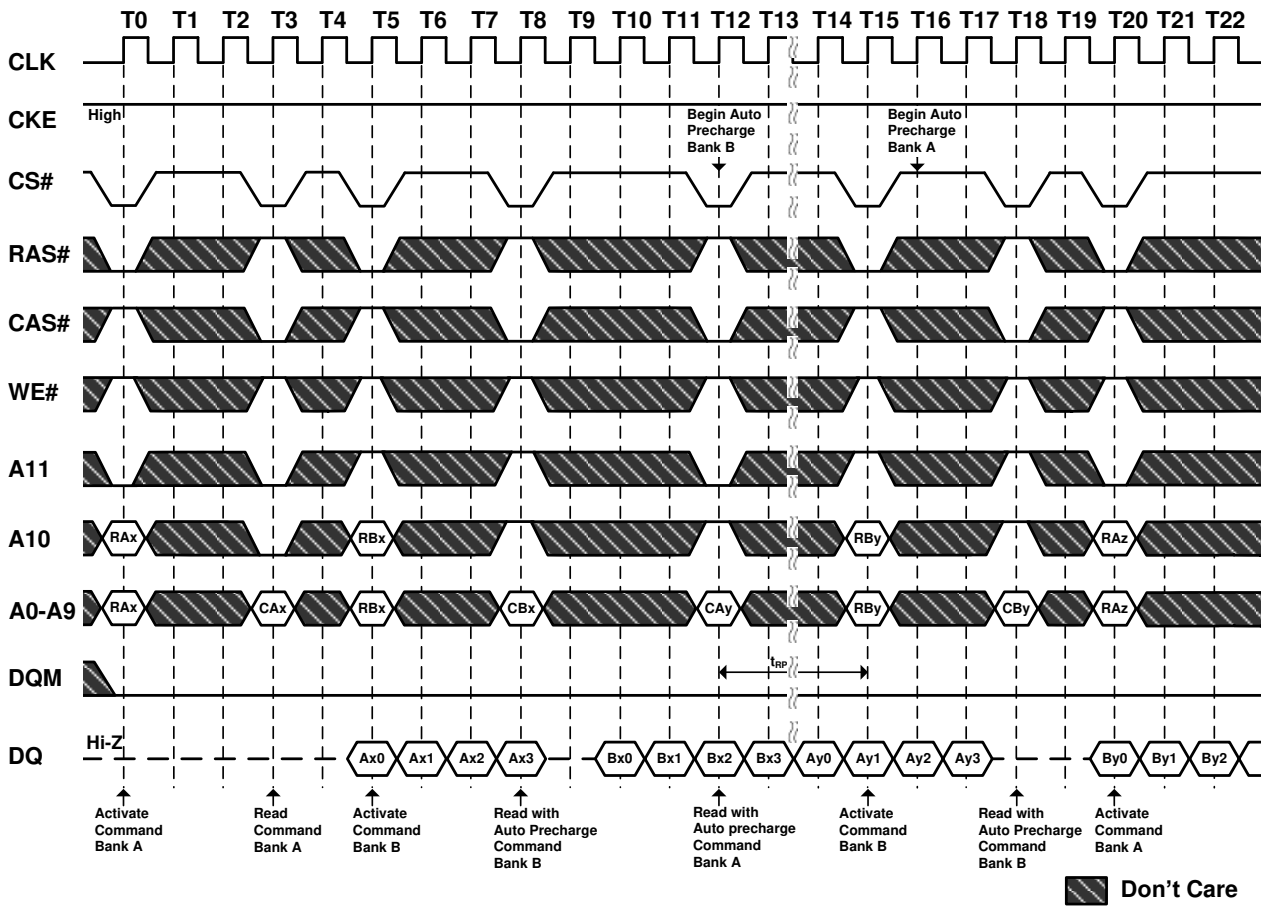 T0 T1 T2 T3 T4 T5 T6 T7 T8 T9 T10 T11 T12 T13 T14 T15 T16 T17 T18 T19 T20 T21 T22
CLK
CKE High
Begin Auto
Precharge
Bank B
Begin Auto
Precharge
Bank A
CS#
RAS#
CAS#
WE#
A11
A10 RAx RBx RBy RAz
A0-A9 RAx CAx RBx CBx CAy RBy CBy RAz
DQM tRP
DQ Hi-Z Ax0 Ax1 Ax2 Ax3 Bx0 Bx1 Bx2 Bx3 Ay0 Ay1 Ay2 Ay3 By0 By1 By2
Activate
Command
Bank A
Read
Command
Bank A
Activate
Command
Bank B
Read with
Auto Precharge
Command
Bank B
Read with
Auto precharge
Command
Bank A
Activate
Command
Bank B
Read with
Auto Precharge
Command
Bank B
Activate
Command
Bank A
Don't Care